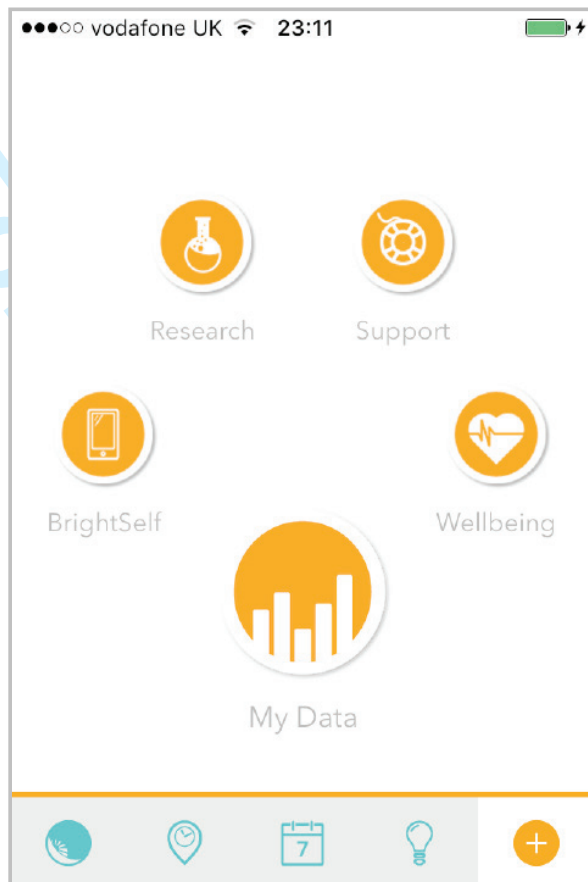 ●●●○○ vodafone UK 23:11
Research Support
BrightSelf Wellbeing
My Data
7